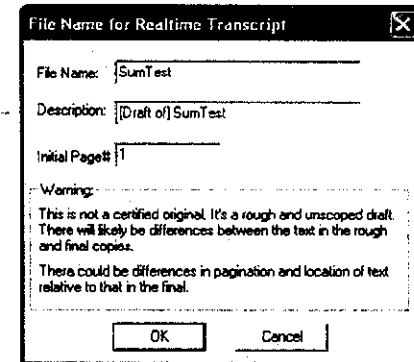 File Name for Realtime Transcript
File Name: SumTest
Description: [Draft of] SumTest
Initial Page# 1
Warning:
This is not a certified original. It's a rough and unscoped draft.
There will likely be differences between the text in the rough
and final copies.
There could be differences in pagination and location of text
relative to that in the final.
OK Cancel